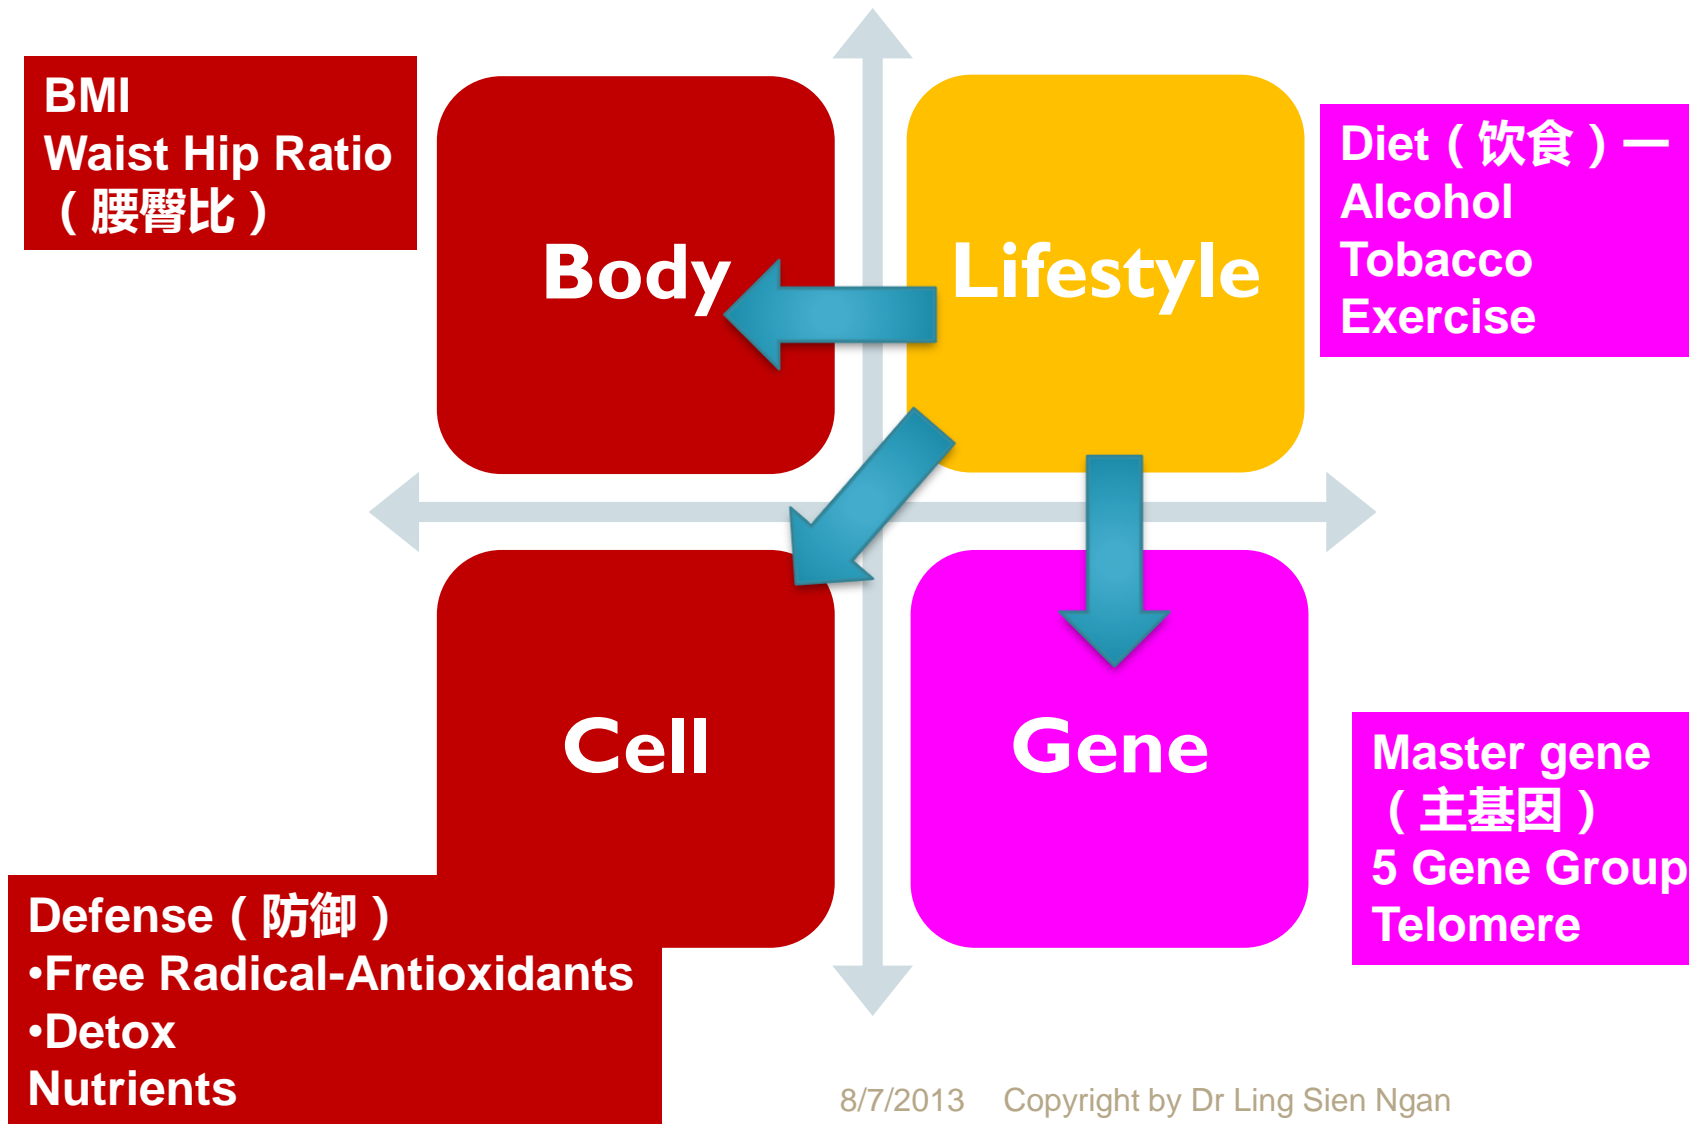 BMI
Waist Hip Ratio
（腰臀比）
Body
Lifestyle
Diet（饮食）一
Alcohol
Tobacco
Exercise
Cell
Gene
Defense（防御）
•Free Radical-Antioxidants
•Detox
Nutrients
Master gene
（主基因）
5 Gene Group
Telomere
8/7/2013 Copyright by Dr Ling Sien Ngan